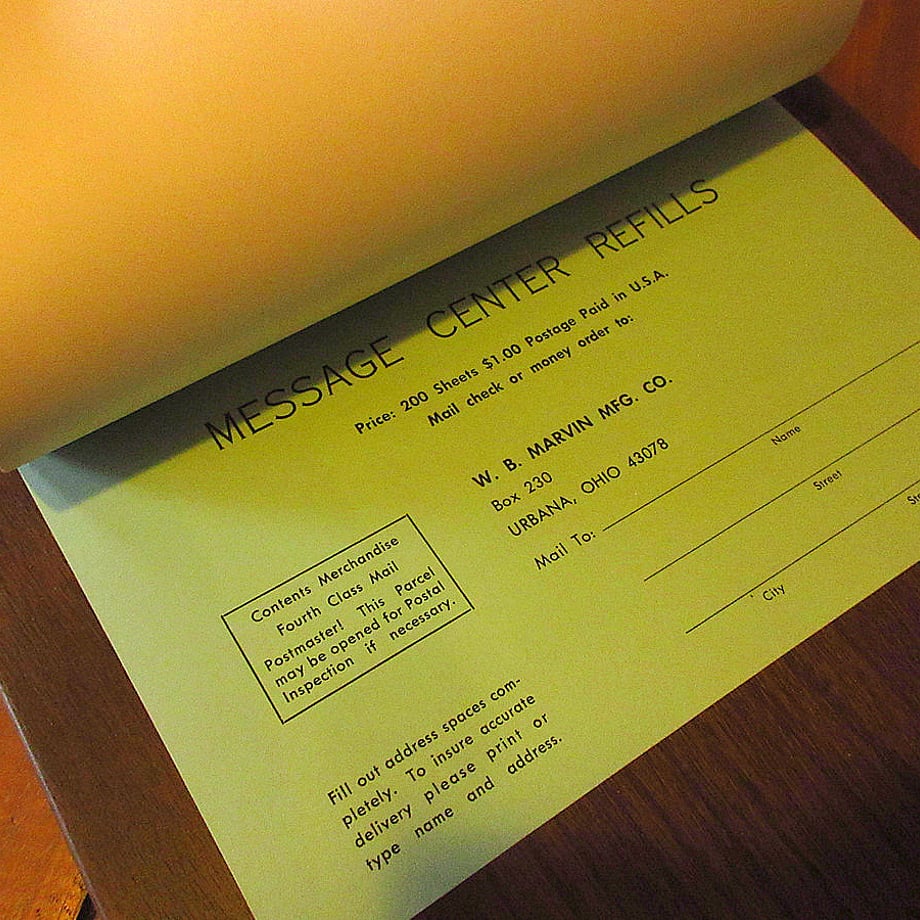 MESSAGE CENTER REFILLS
Price: 200 Sheets $1.00 Postage Paid in U.S.A.
Mail check or money order to:
W. B. MARVIN MFG. CO.
Box 230
URBANA, OHIO 43078
Mail To:
Name
Street
City
Contents Merchandise
Fourth Class Mail
Postmaster! This Parcel
may be opened for Postal
Inspection if necessary.
Fill out address spaces com-
pletely. To insure accurate
delivery please print or
type name and address.